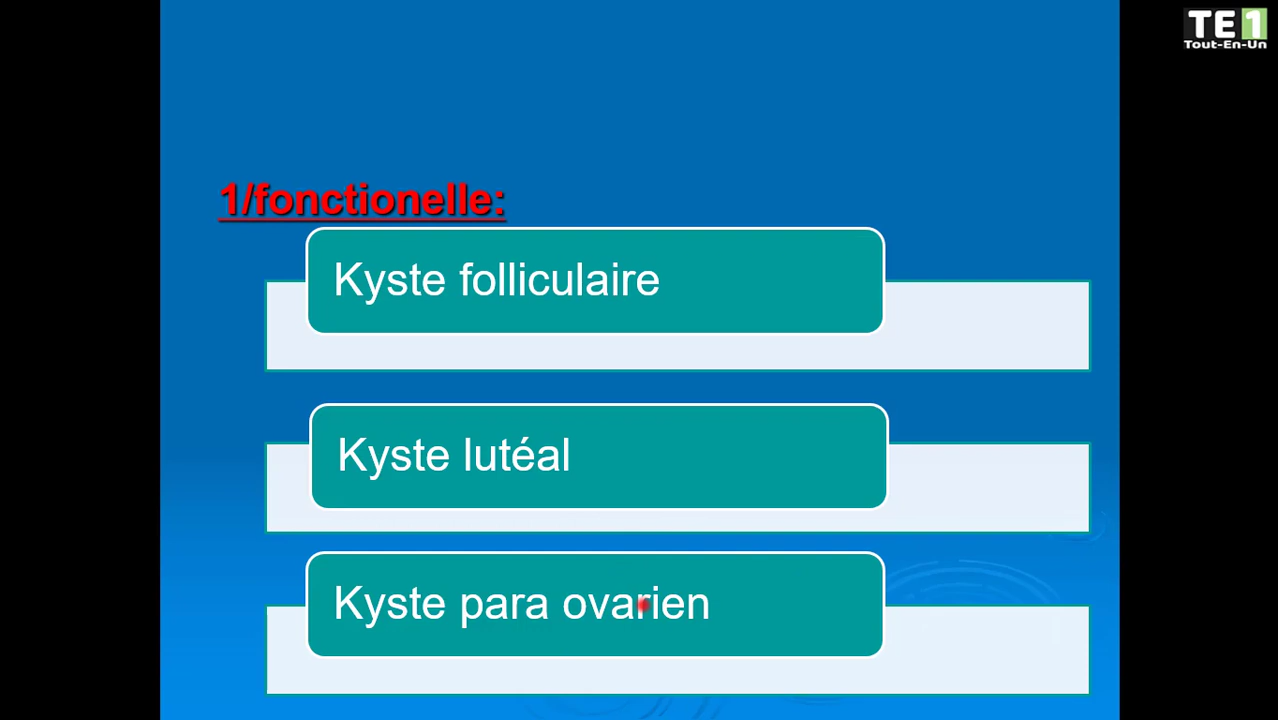 TE1
Tout-En-Un
1/fonctionelle:
Kyste folliculaire
Kyste lutéal
Kyste para ovarien